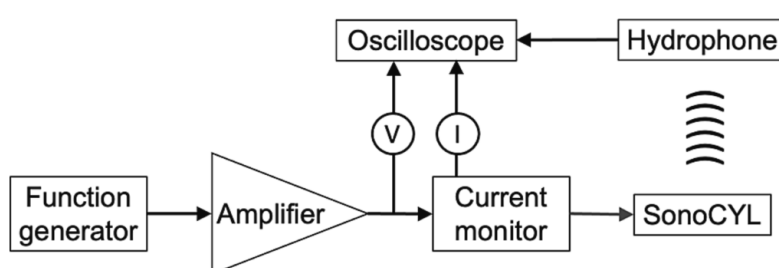 Oscilloscope
Hydrophone
V
I
Function
generator
Amplifier
Current
monitor
SonoCYL